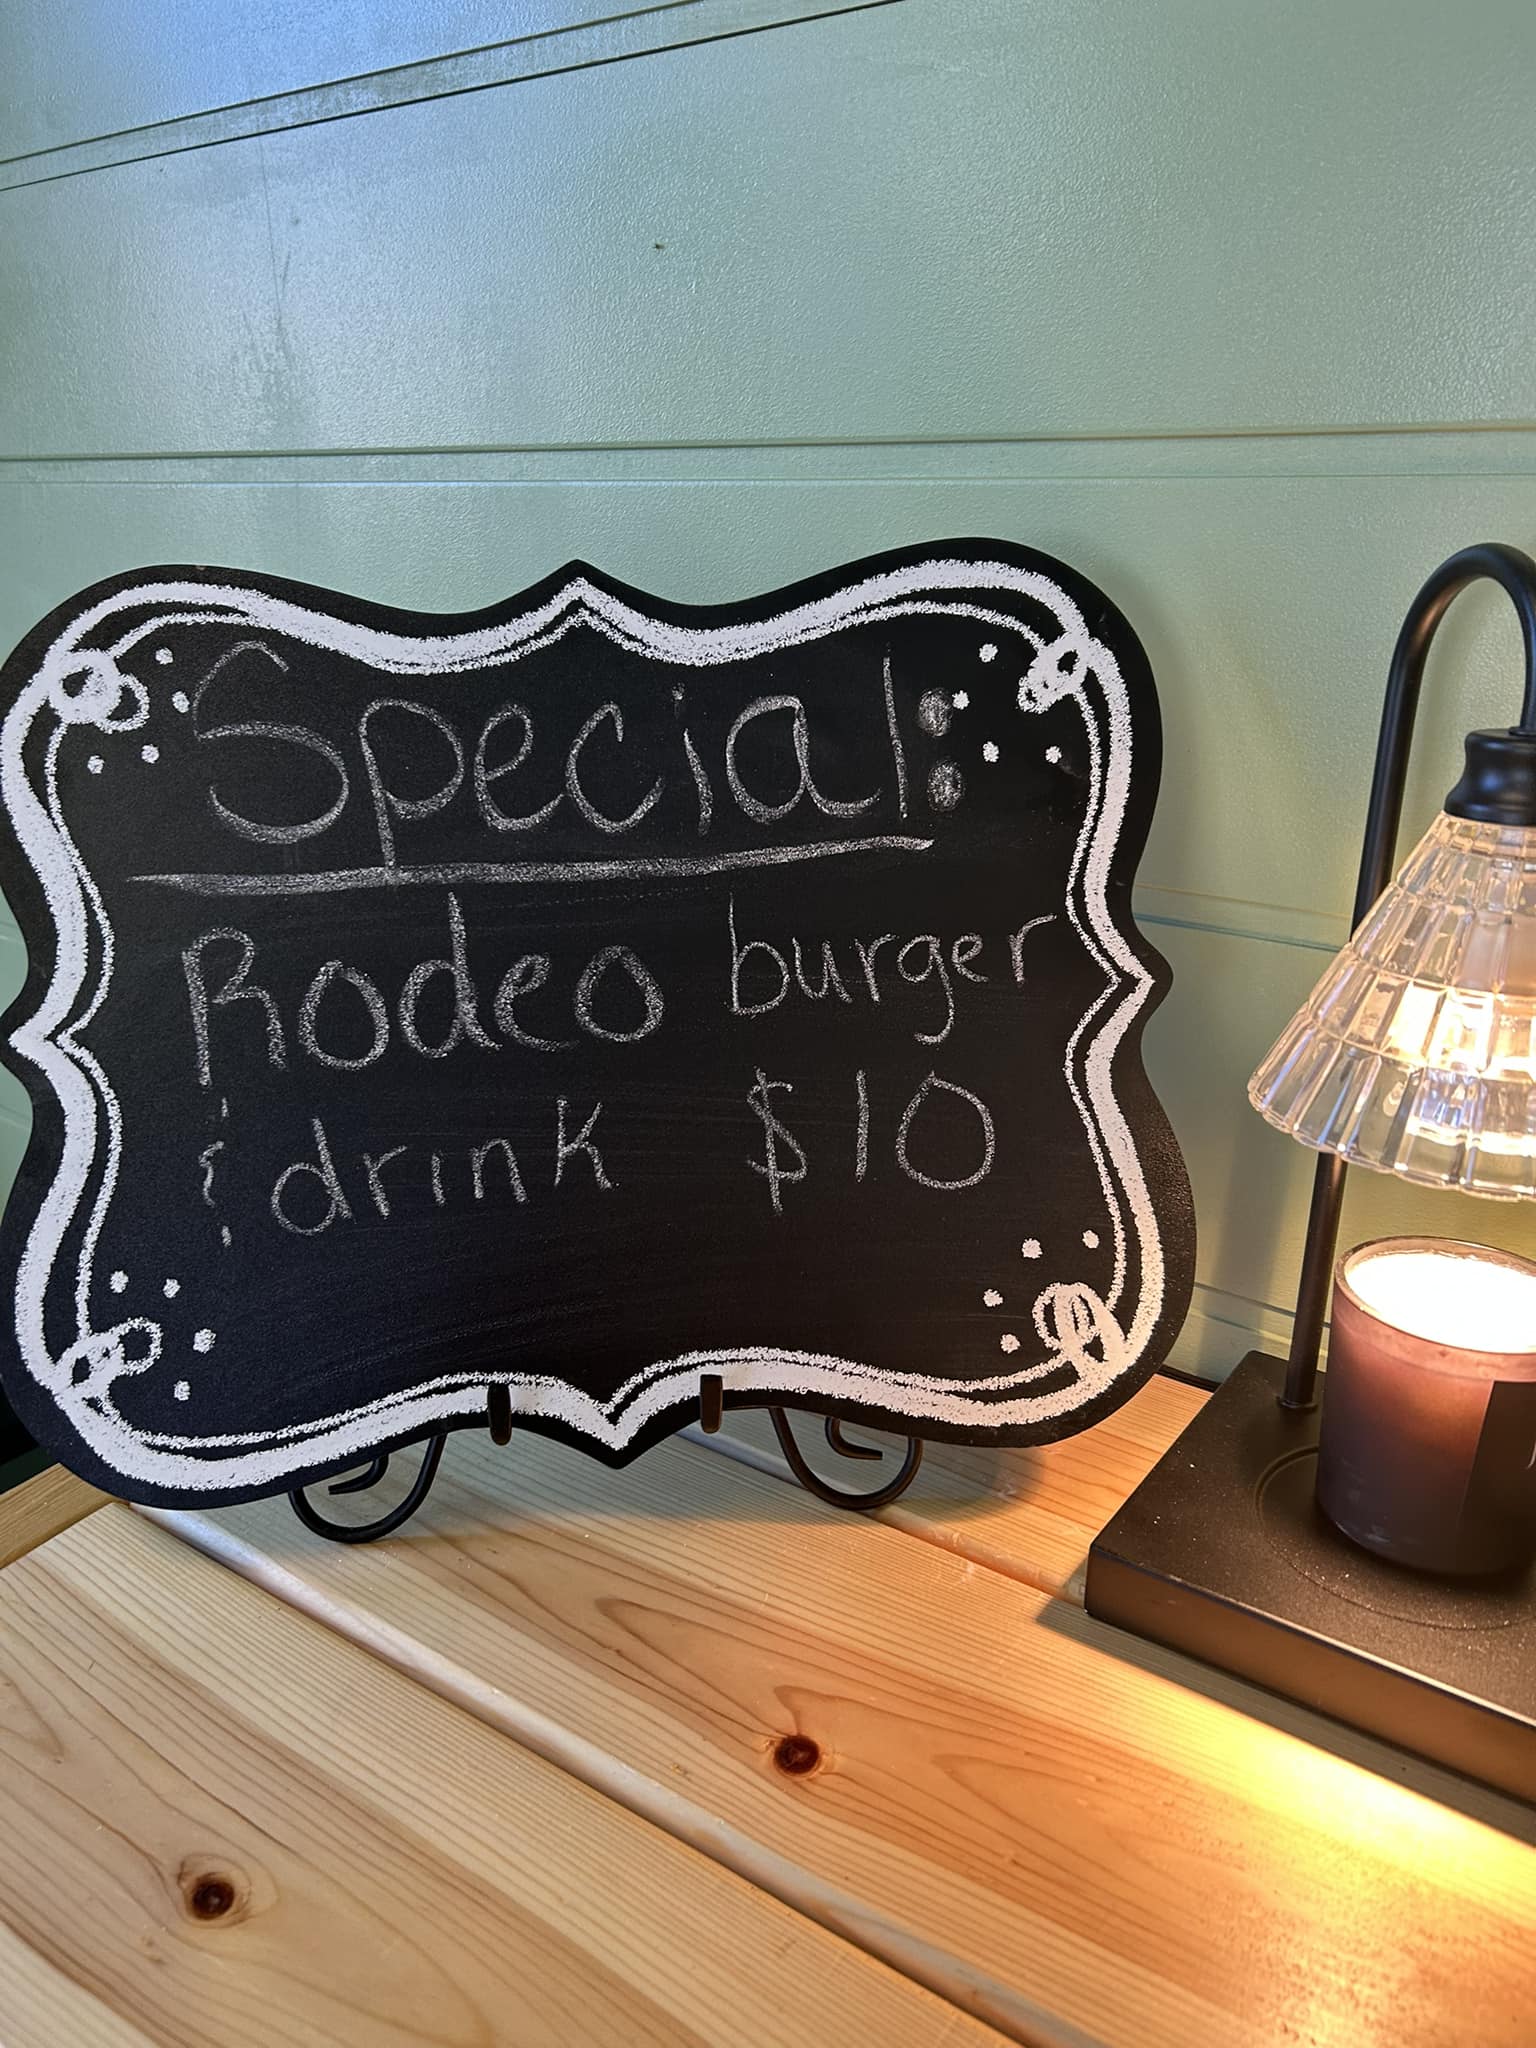 Special:
Rodeo burger
& drink $10